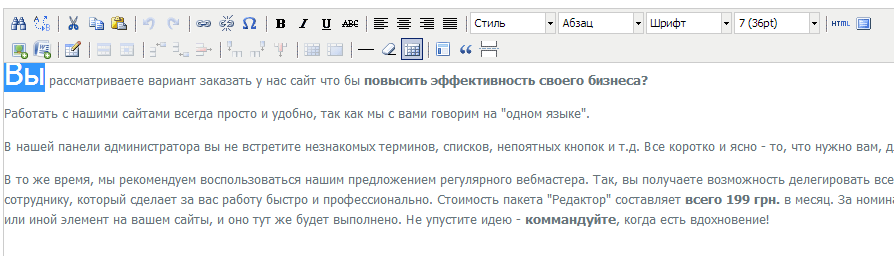 B I U ABC Стиль Абзац Шрифт 7 (36pt) HTML
Вы рассматриваете вариант заказать у нас сайт что бы повысить эффективность своего бизнеса?
Работать с нашими сайтами всегда просто и удобно, так как мы с вами говорим на "одном языке".
В нашей панели администратора вы не встретите незнакомых терминов, списков, непоятных кнопок и т.д. Все коротко и ясно - то, что нужно вам, д
В то же время, мы рекомендуем воспользоваться нашим предложением регулярного вебмастера. Так, вы получаете возможность делегировать все
сотруднику, который сделает за вас работу быстро и профессионально. Стоимость пакета "Редактор" составляет всего 199 грн. в месяц. За номина
или иной элемент на вашем сайты, и оно тут же будет выполнено. Не упустите идею - коммандуйте, когда есть вдохновение!